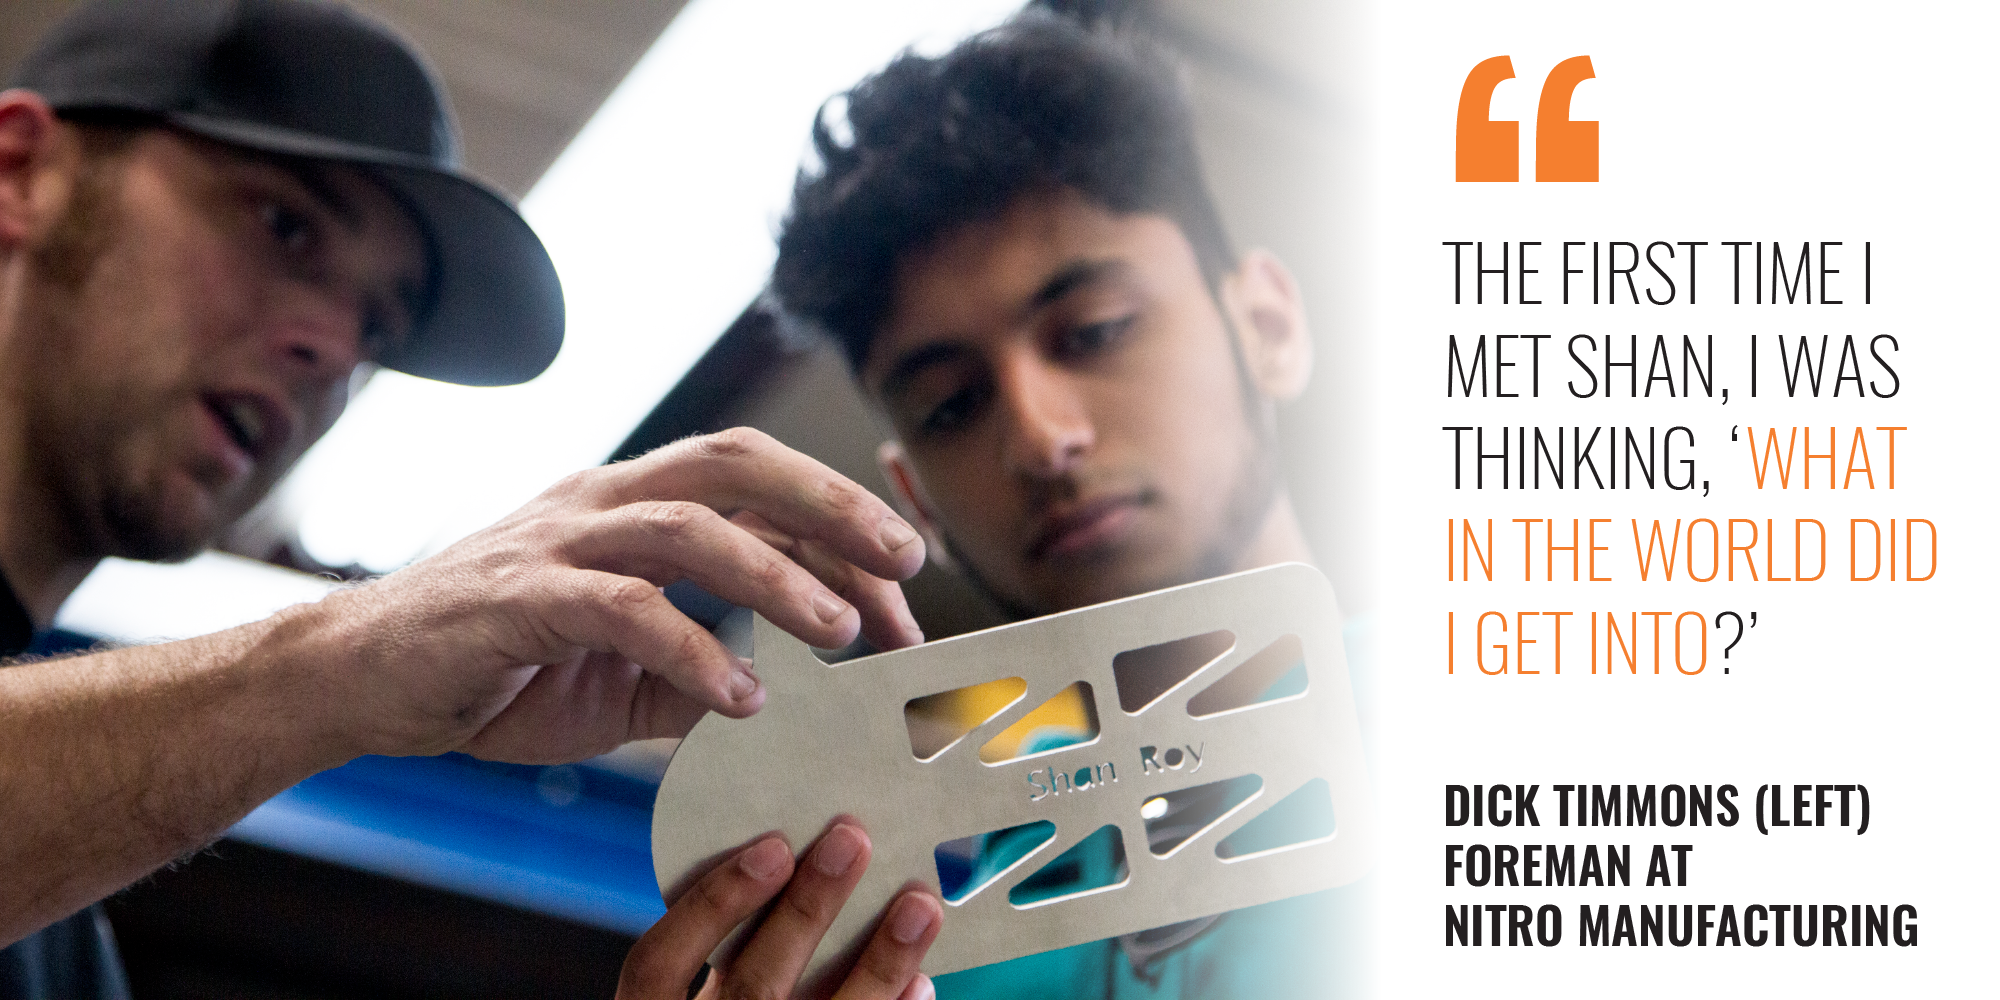 Shan Roy
“
THE FIRST TIME I
MET SHAN, I WAS
THINKING, ‘WHAT
IN THE WORLD DID
I GET INTO?’
DICK TIMMONS (LEFT)
FOREMAN AT
NITRO MANUFACTURING